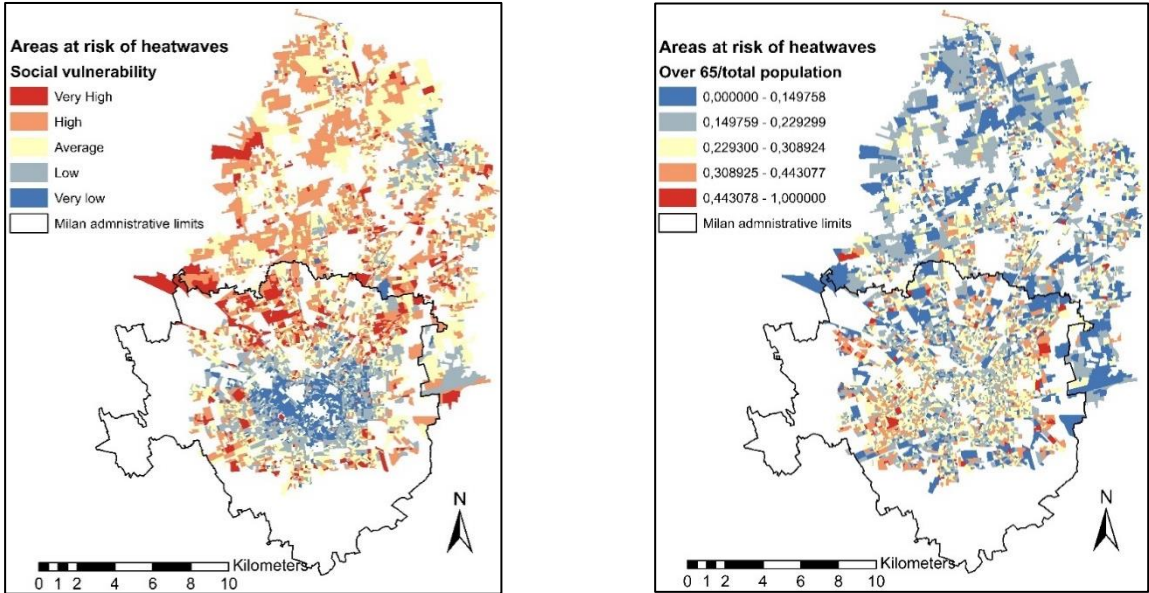 Areas at risk of heatwaves
Social vulnerability
Very High
High
Average
Low
Very low
Milan admnistrative limits
N
Kilometers
0 1 2 4 6 8 10
Areas at risk of heatwaves
Over 65/total population
0,000000 - 0,149758
0,149759 - 0,229299
0,229300 - 0,308924
0,308925 - 0,443077
0,443078 - 1,000000
Milan admnistrative limits
N
Kilometers
0 1 2 4 6 8 10